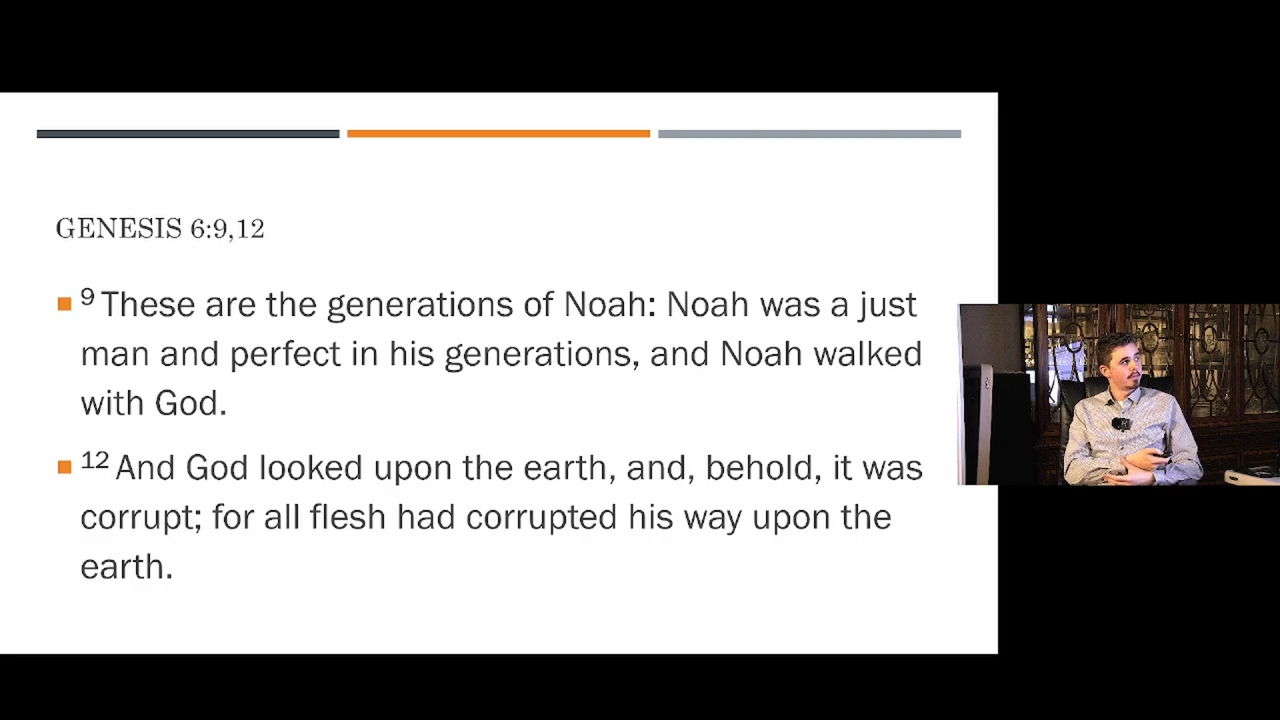 GENESIS 6:9,12
9 These are the generations of Noah: Noah was a just
man and perfect in his generations, and Noah walked
with God.
12 And God looked upon the earth, and, behold, it was
corrupt; for all flesh had corrupted his way upon the
earth.